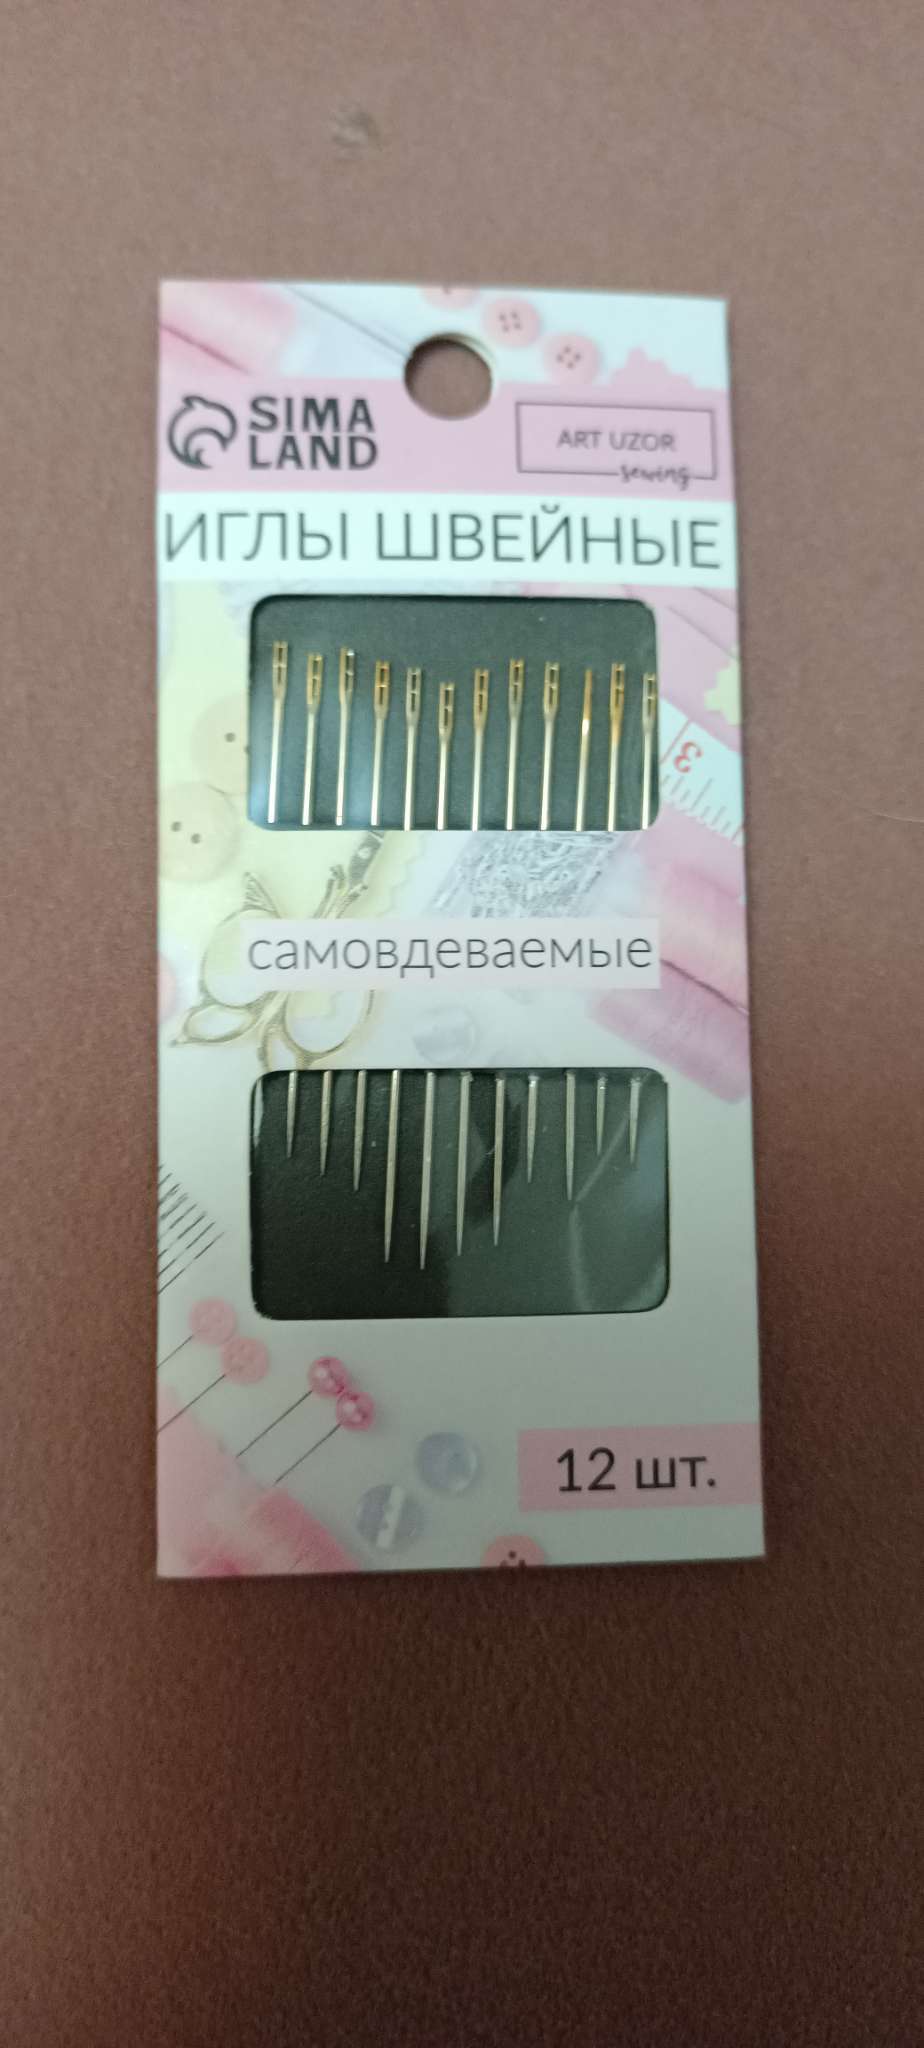 SIMA
LAND
ART UZOR
sewing
ИГЛЫ ШВЕЙНЫЕ
3
самовдеваемые
12 шт.